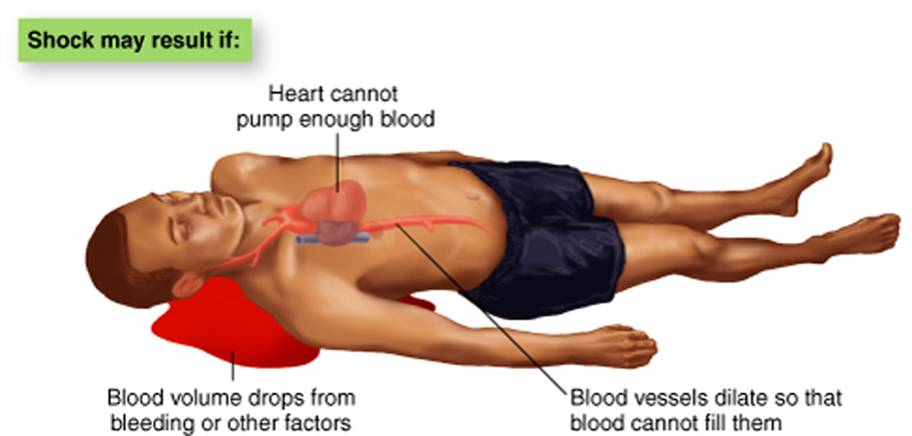 Shock may result if:
Heart cannot
pump enough blood
Blood volume drops from
bleeding or other factors
Blood vessels dilate so that
blood cannot fill them